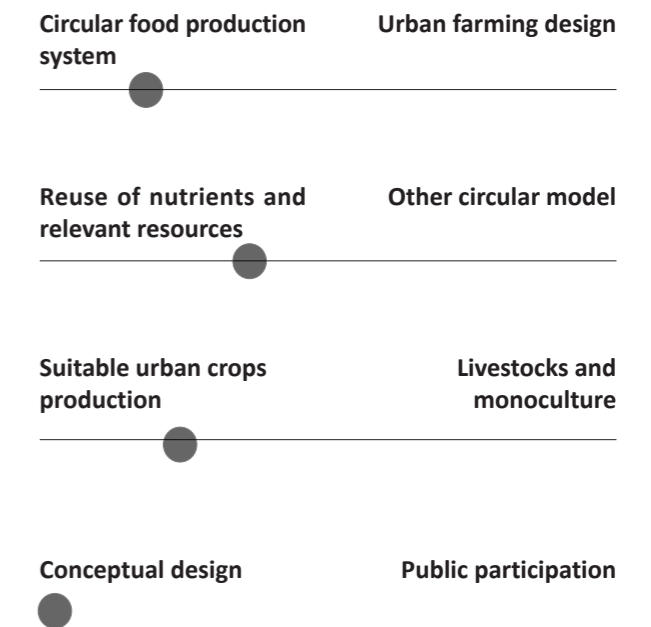 Circular food production system
Urban farming design
Reuse of nutrients and relevant resources
Other circular model
Suitable urban crops production
Livestocks and monoculture
Conceptual design
Public participation